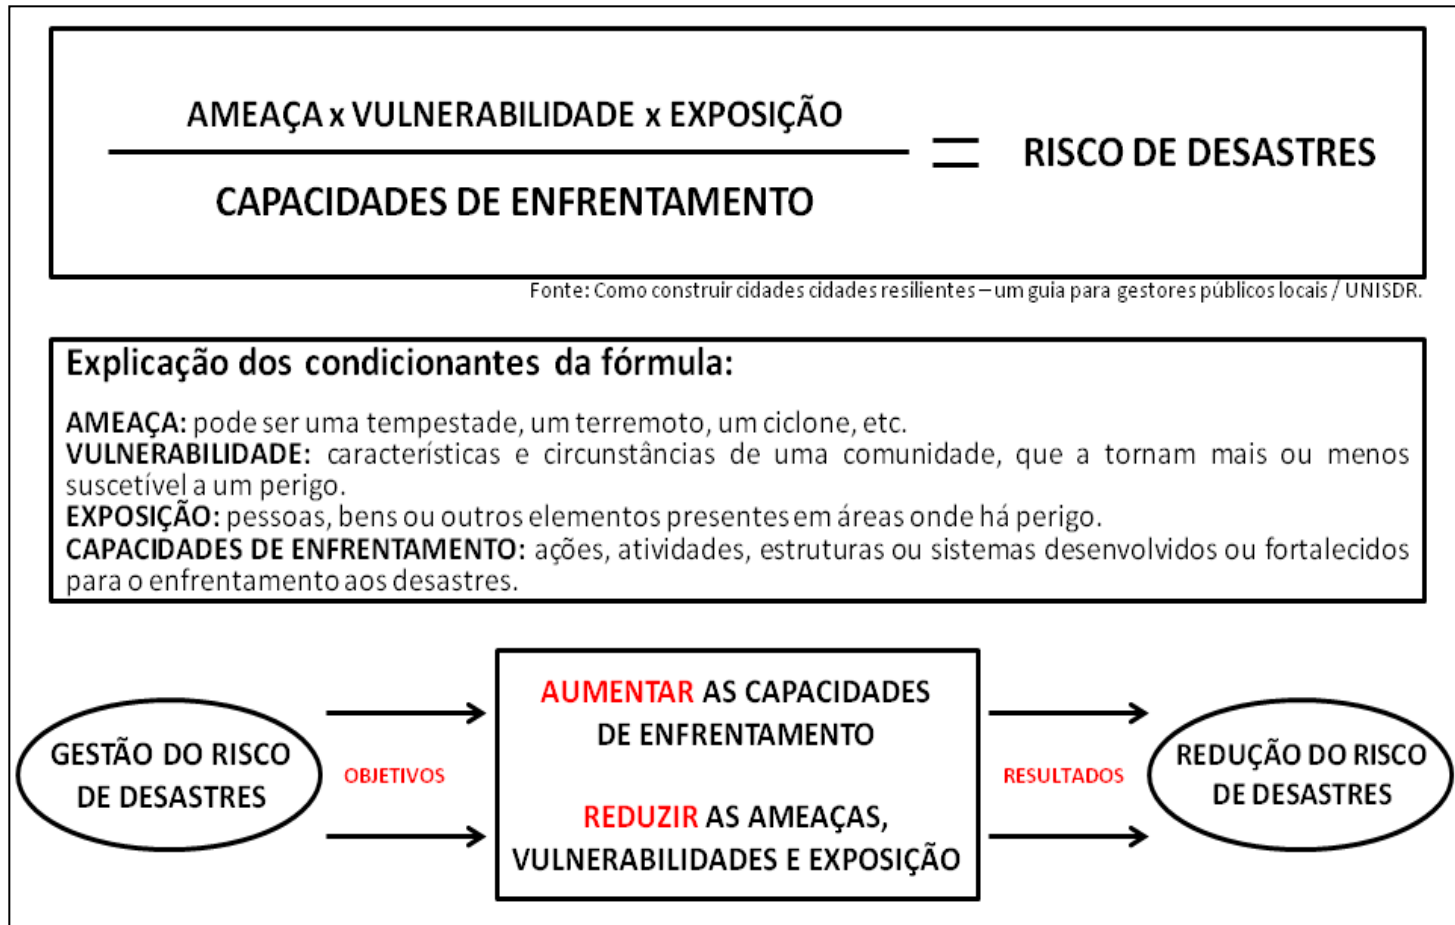 AMEAÇA x VULNERABILIDADE x EXPOSIÇÃO
CAPACIDADES DE ENFRENTAMENTO
=
RISCO DE DESASTRES
Fonte: Como construir cidades cidades resilientes – um guia para gestores públicos locais / UNISDR.
Explicação dos condicionantes da fórmula:
AMEAÇA: pode ser uma tempestade, um terremoto, um ciclone, etc.
VULNERABILIDADE: características e circunstâncias de uma comunidade, que a tornam mais ou menos
suscetível a um perigo.
EXPOSIÇÃO: pessoas, bens ou outros elementos presentes em áreas onde há perigo.
CAPACIDADES DE ENFRENTAMENTO: ações, atividades, estruturas ou sistemas desenvolvidos ou fortalecidos
para o enfrentamento aos desastres.
GESTÃO DO RISCO
DE DESASTRES
OBJETIVOS
AUMENTAR AS CAPACIDADES
DE ENFRENTAMENTO
REDUZIR AS AMEAÇAS,
VULNERABILIDADES E EXPOSIÇÃO
RESULTADOS
REDUÇÃO DO RISCO
DE DESASTRES